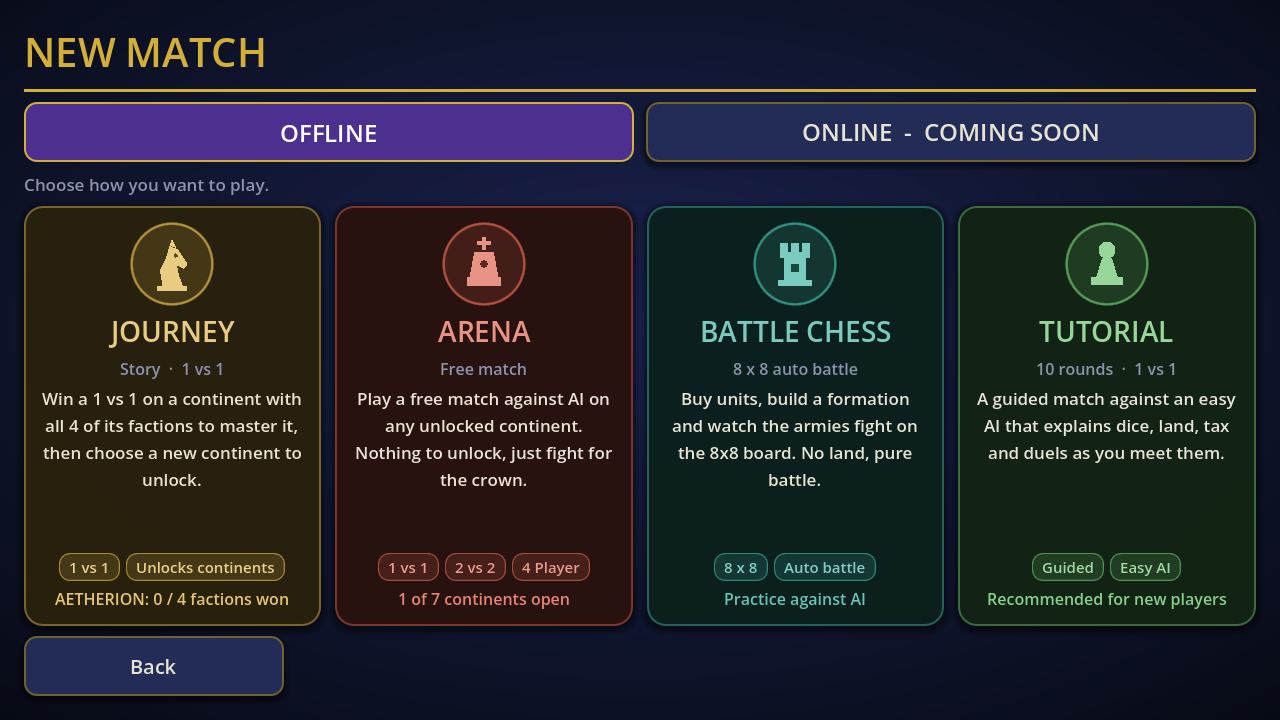 NEW MATCH
OFFLINE
ONLINE - COMING SOON
Choose how you want to play.
JOURNEY
Story · 1 vs 1
Win a 1 vs 1 on a continent with
all 4 of its factions to master it,
then choose a new continent to
unlock.
1 vs 1
Unlocks continents
AETHERION: 0 / 4 factions won
ARENA
Free match
Play a free match against AI on
any unlocked continent.
Nothing to unlock, just fight for
the crown.
1 vs 1
2 vs 2
4 Player
1 of 7 continents open
BATTLE CHESS
8 x 8 auto battle
Buy units, build a formation
and watch the armies fight on
the 8x8 board. No land, pure
battle.
8 x 8
Auto battle
Practice against AI
TUTORIAL
10 rounds · 1 vs 1
A guided match against an easy
AI that explains dice, land, tax
and duels as you meet them.
Guided
Easy AI
Recommended for new players
Back